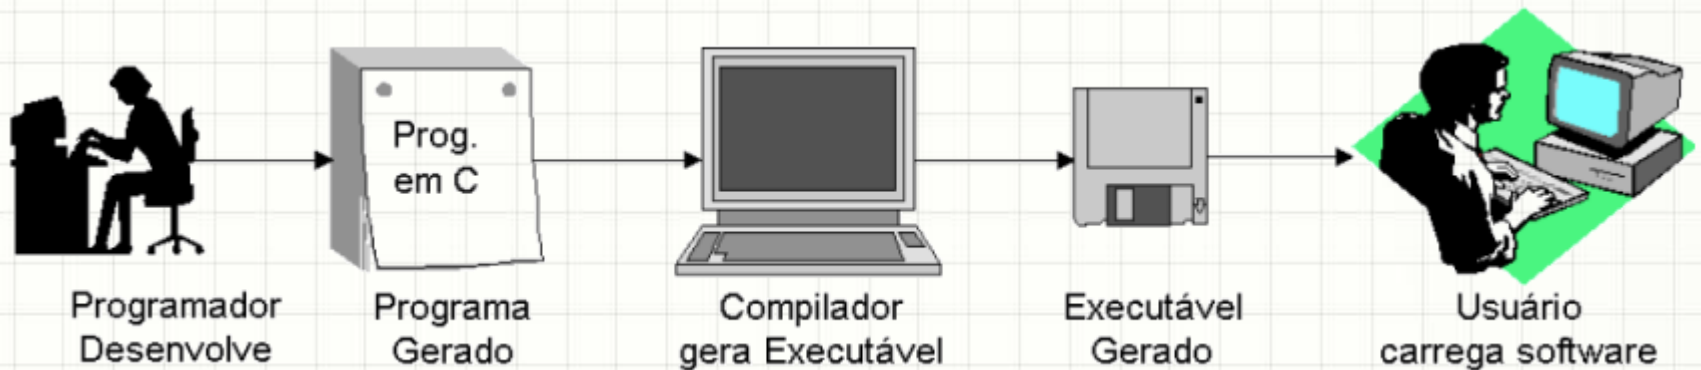 Prog.
em C
Programador
Desenvolve
Programa
Gerado
Compilador
gera Executável
Executável
Gerado
Usuário
carrega software